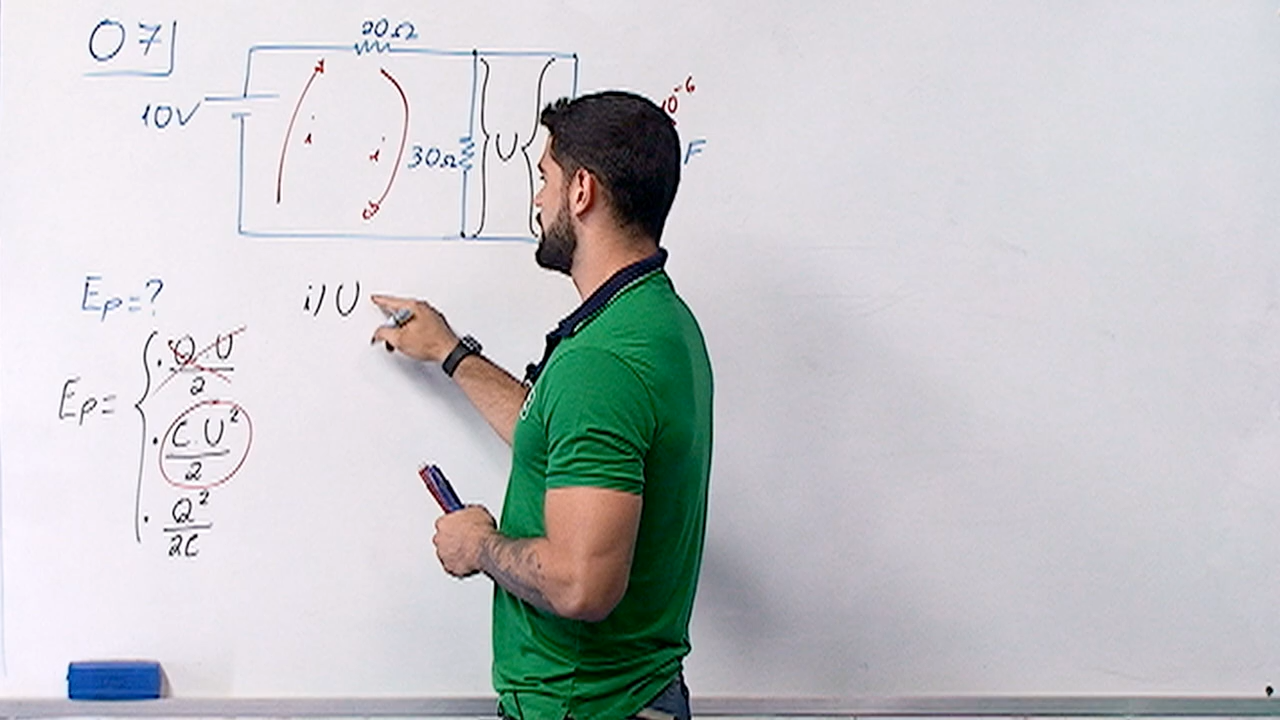 07
20Ω
10V
i
i
30Ω
U
10⁻⁶
F
Ep=?
i) U
Ep=
· Q U
2
· C.U²
2
· Q²
2C